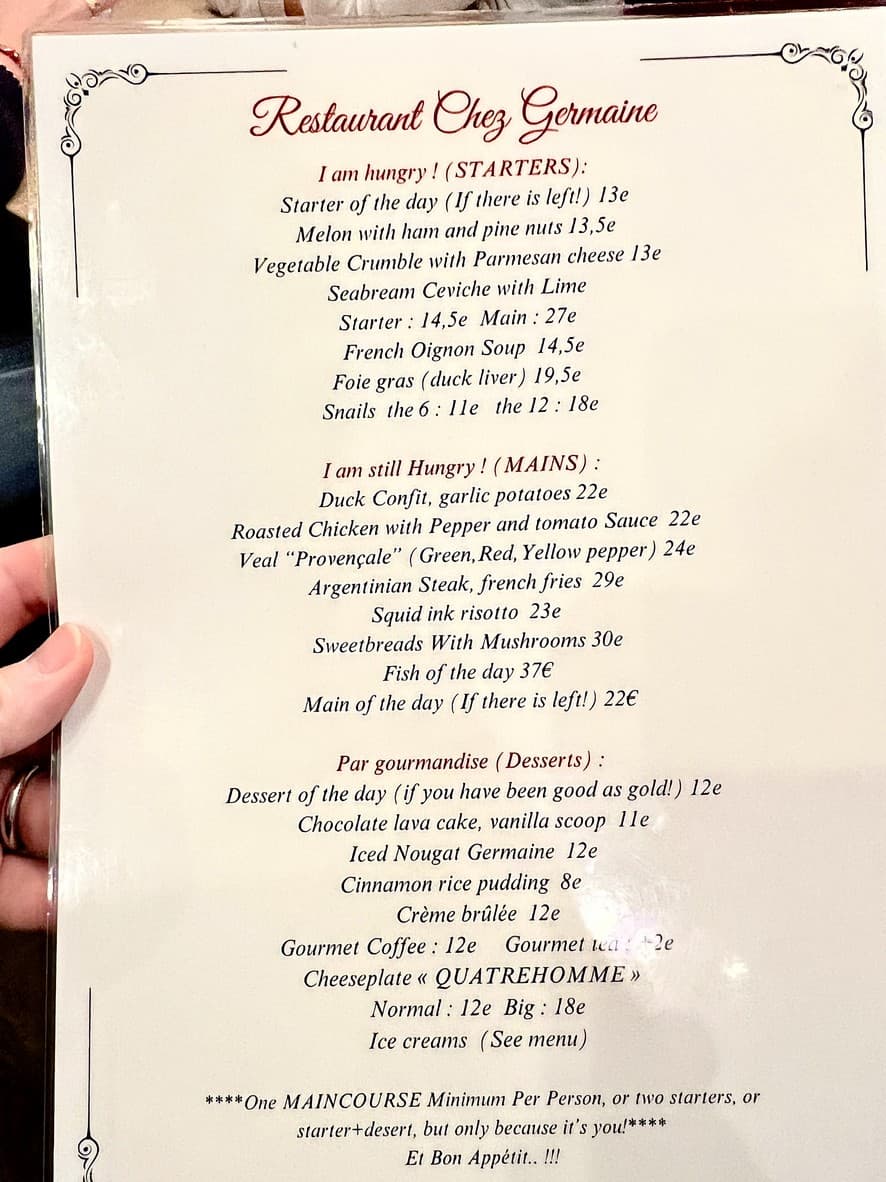 Restaurant Chez Germaine
I am hungry ! (STARTERS):
Starter of the day (If there is left!) 13e
Melon with ham and pine nuts 13,5e
Vegetable Crumble with Parmesan cheese 13e
Seabream Ceviche with Lime
Starter : 14,5e Main : 27e
French Oignon Soup 14,5e
Foie gras (duck liver) 19,5e
Snails the 6 : 11e the 12 : 18e
I am still Hungry ! (MAINS) :
Duck Confit, garlic potatoes 22e
Roasted Chicken with Pepper and tomato Sauce 22e
Veal “Provençale” (Green,Red, Yellow pepper) 24e
Argentinian Steak, french fries 29e
Squid ink risotto 23e
Sweetbreads With Mushrooms 30e
Fish of the day 37€
Main of the day (If there is left!) 22€
Par gourmandise (Desserts) :
Dessert of the day (if you have been good as gold!) 12e
Chocolate lava cake, vanilla scoop 11e
Iced Nougat Germaine 12e
Cinnamon rice pudding 8e
Crème brûlée 12e
Gourmet Coffee : 12e Gourmet tea : +2e
Cheeseplate « QUATREHOMME »
Normal : 12e Big : 18e
Ice creams (See menu)
****One MAINCOURSE Minimum Per Person, or two starters, or
starter+desert, but only because it's you!****
Et Bon Appétit.. !!!